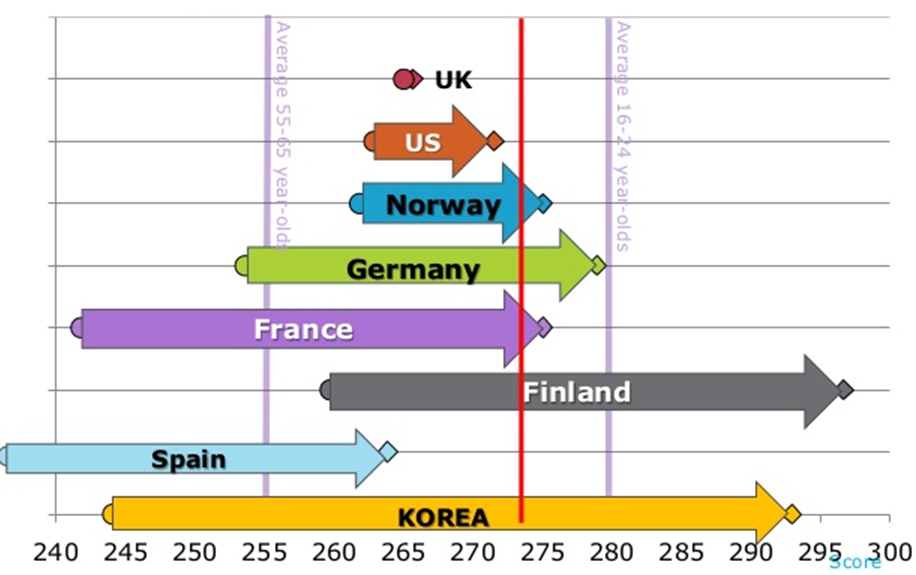 Average 55-65 year-olds
Average 16-24 year-olds
UK
US
Norway
Germany
France
Finland
Spain
KOREA
240 245 250 255 260 265 270 275 280 285 290 295 300
Score